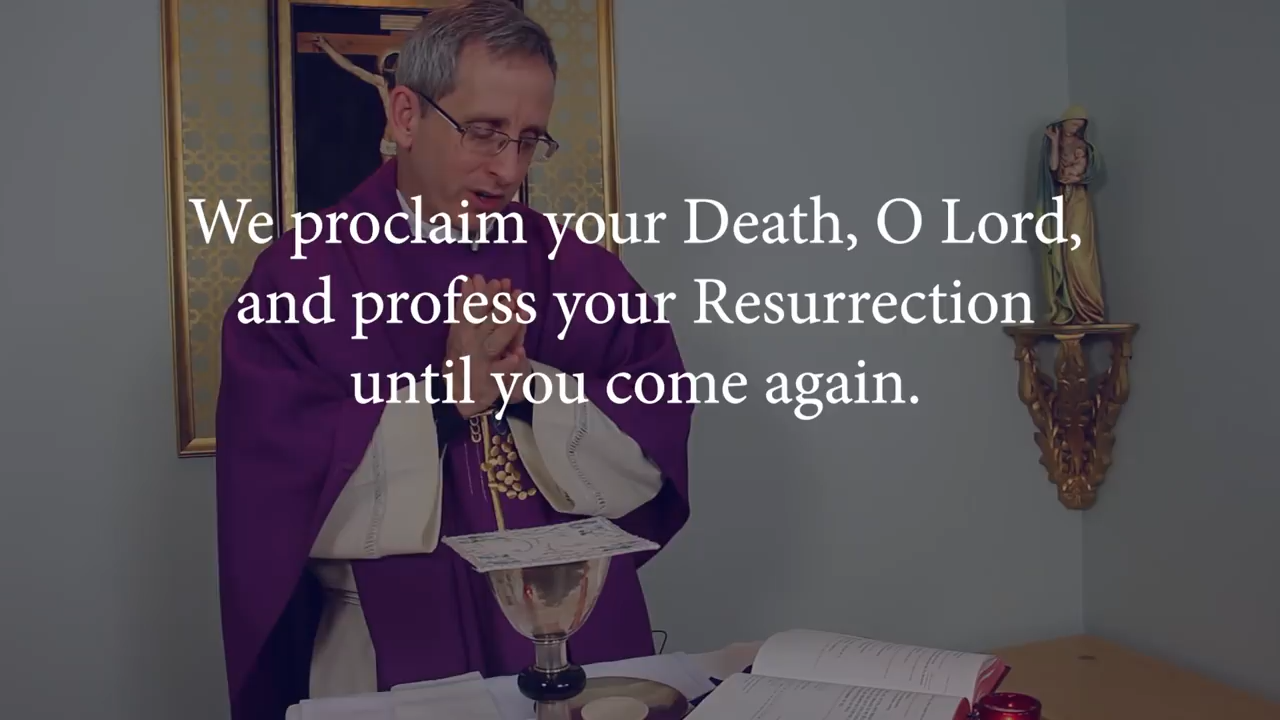 We proclaim your Death, O Lord,
and profess your Resurrection
until you come again.